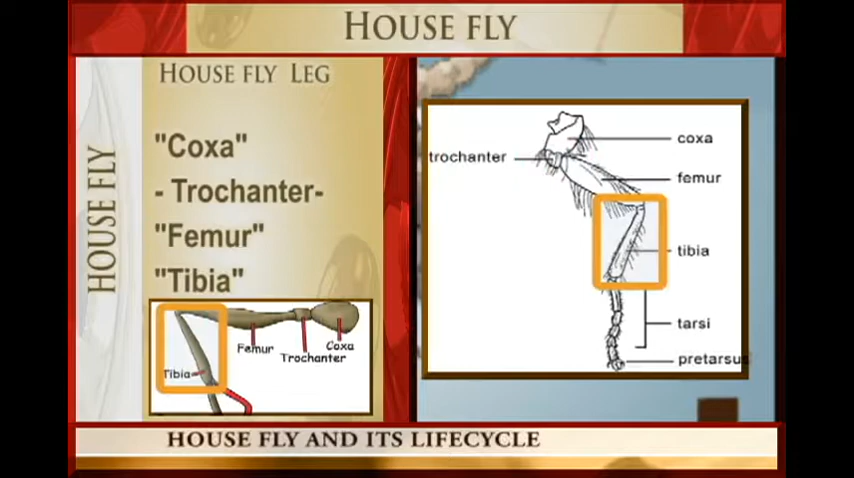 HOUSE FLY
HOUSE FLY LEG
HOUSE FLY
"Coxa"
- Trochanter-
"Femur"
"Tibia"
Femur
Trochanter
Coxa
Tibia
coxa
trochanter
femur
tibia
tarsi
pretarsus
HOUSE FLY AND ITS LIFECYCLE